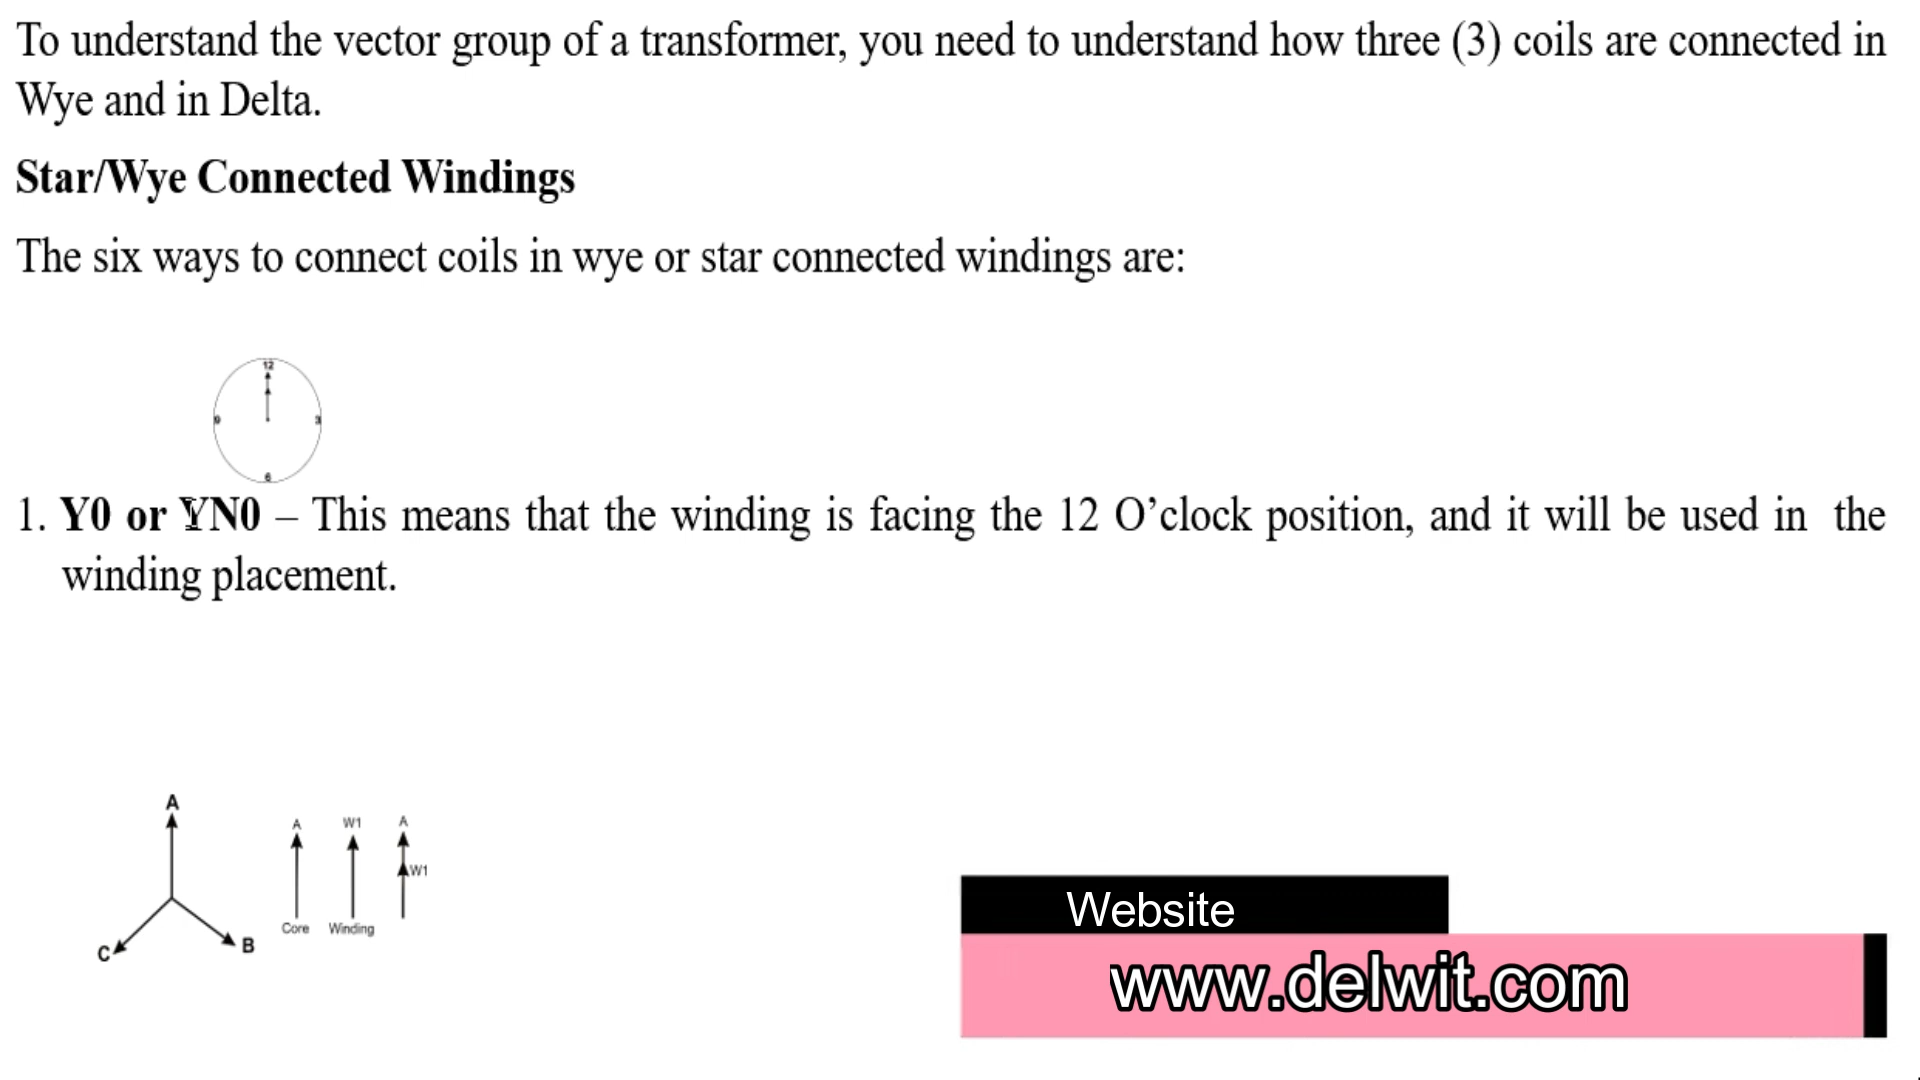 To understand the vector group of a transformer, you need to understand how three (3) coils are connected in
Wye and in Delta.
Star/Wye Connected Windings
The six ways to connect coils in wye or star connected windings are:
12
9 3
6
1. Y0 or YN0 – This means that the winding is facing the 12 O’clock position, and it will be used in the
winding placement.
A
A W1 A
W1
Core Winding
C B
Website
www.delwit.com